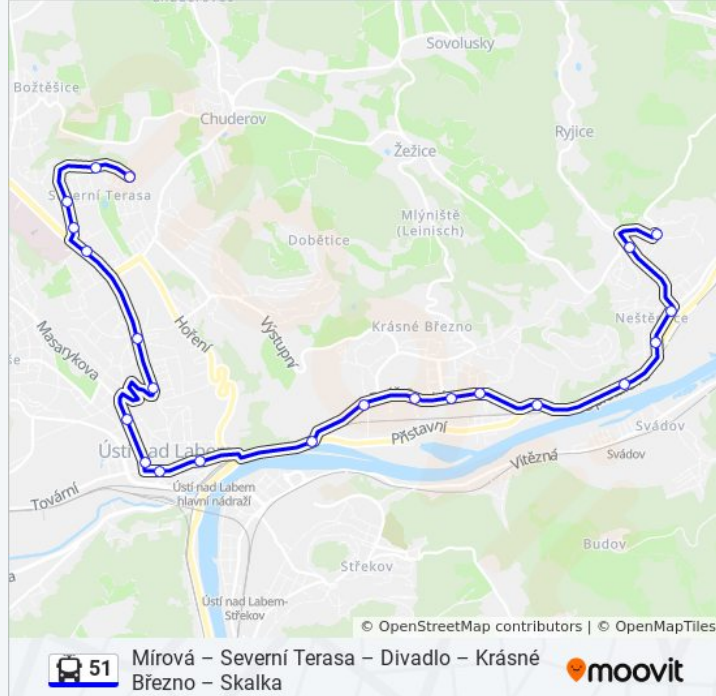 Sovolusky
Božtěšice
Chuderov
Ryjice
Žežice
Severní Terasa
Mlýniště
(Leinisch)
Dobětice
Neštěmice
Hoření
Výstupní
Krásné Březno
Masarykova
Přístavní
Svádov
Ústí nad Labem
Vítězná
Svádov
Ústí nad Labem
hlavní nádraží
Tovární
Budov
Střekov
Ústí nad Labem-
Střekov
© OpenStreetMap contributors | © OpenMapTiles
51
Mírová – Severní Terasa – Divadlo – Krásné
Březno – Skalka
moovit